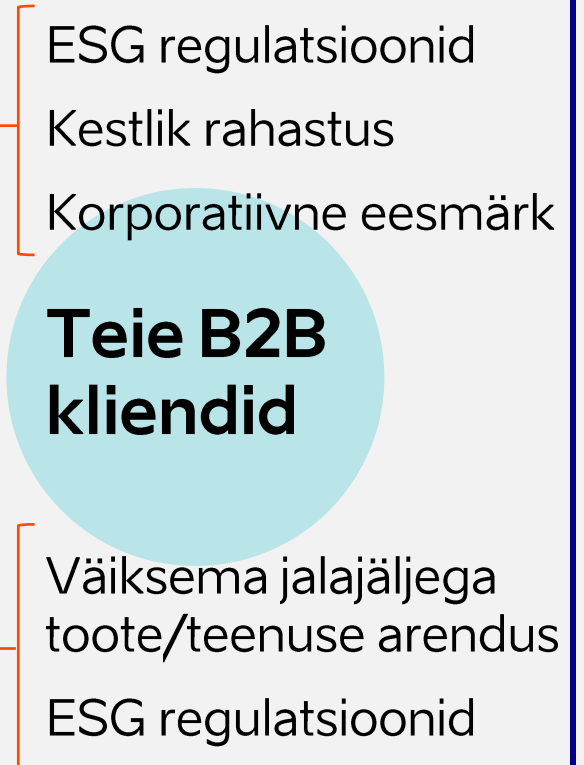 ESG regulatsioonid
Kestlik rahastus
Korporatiivne eesmärk
Teie B2B
kliendid
Väiksema jalajäljega
toote/teenuse arendus
ESG regulatsioonid